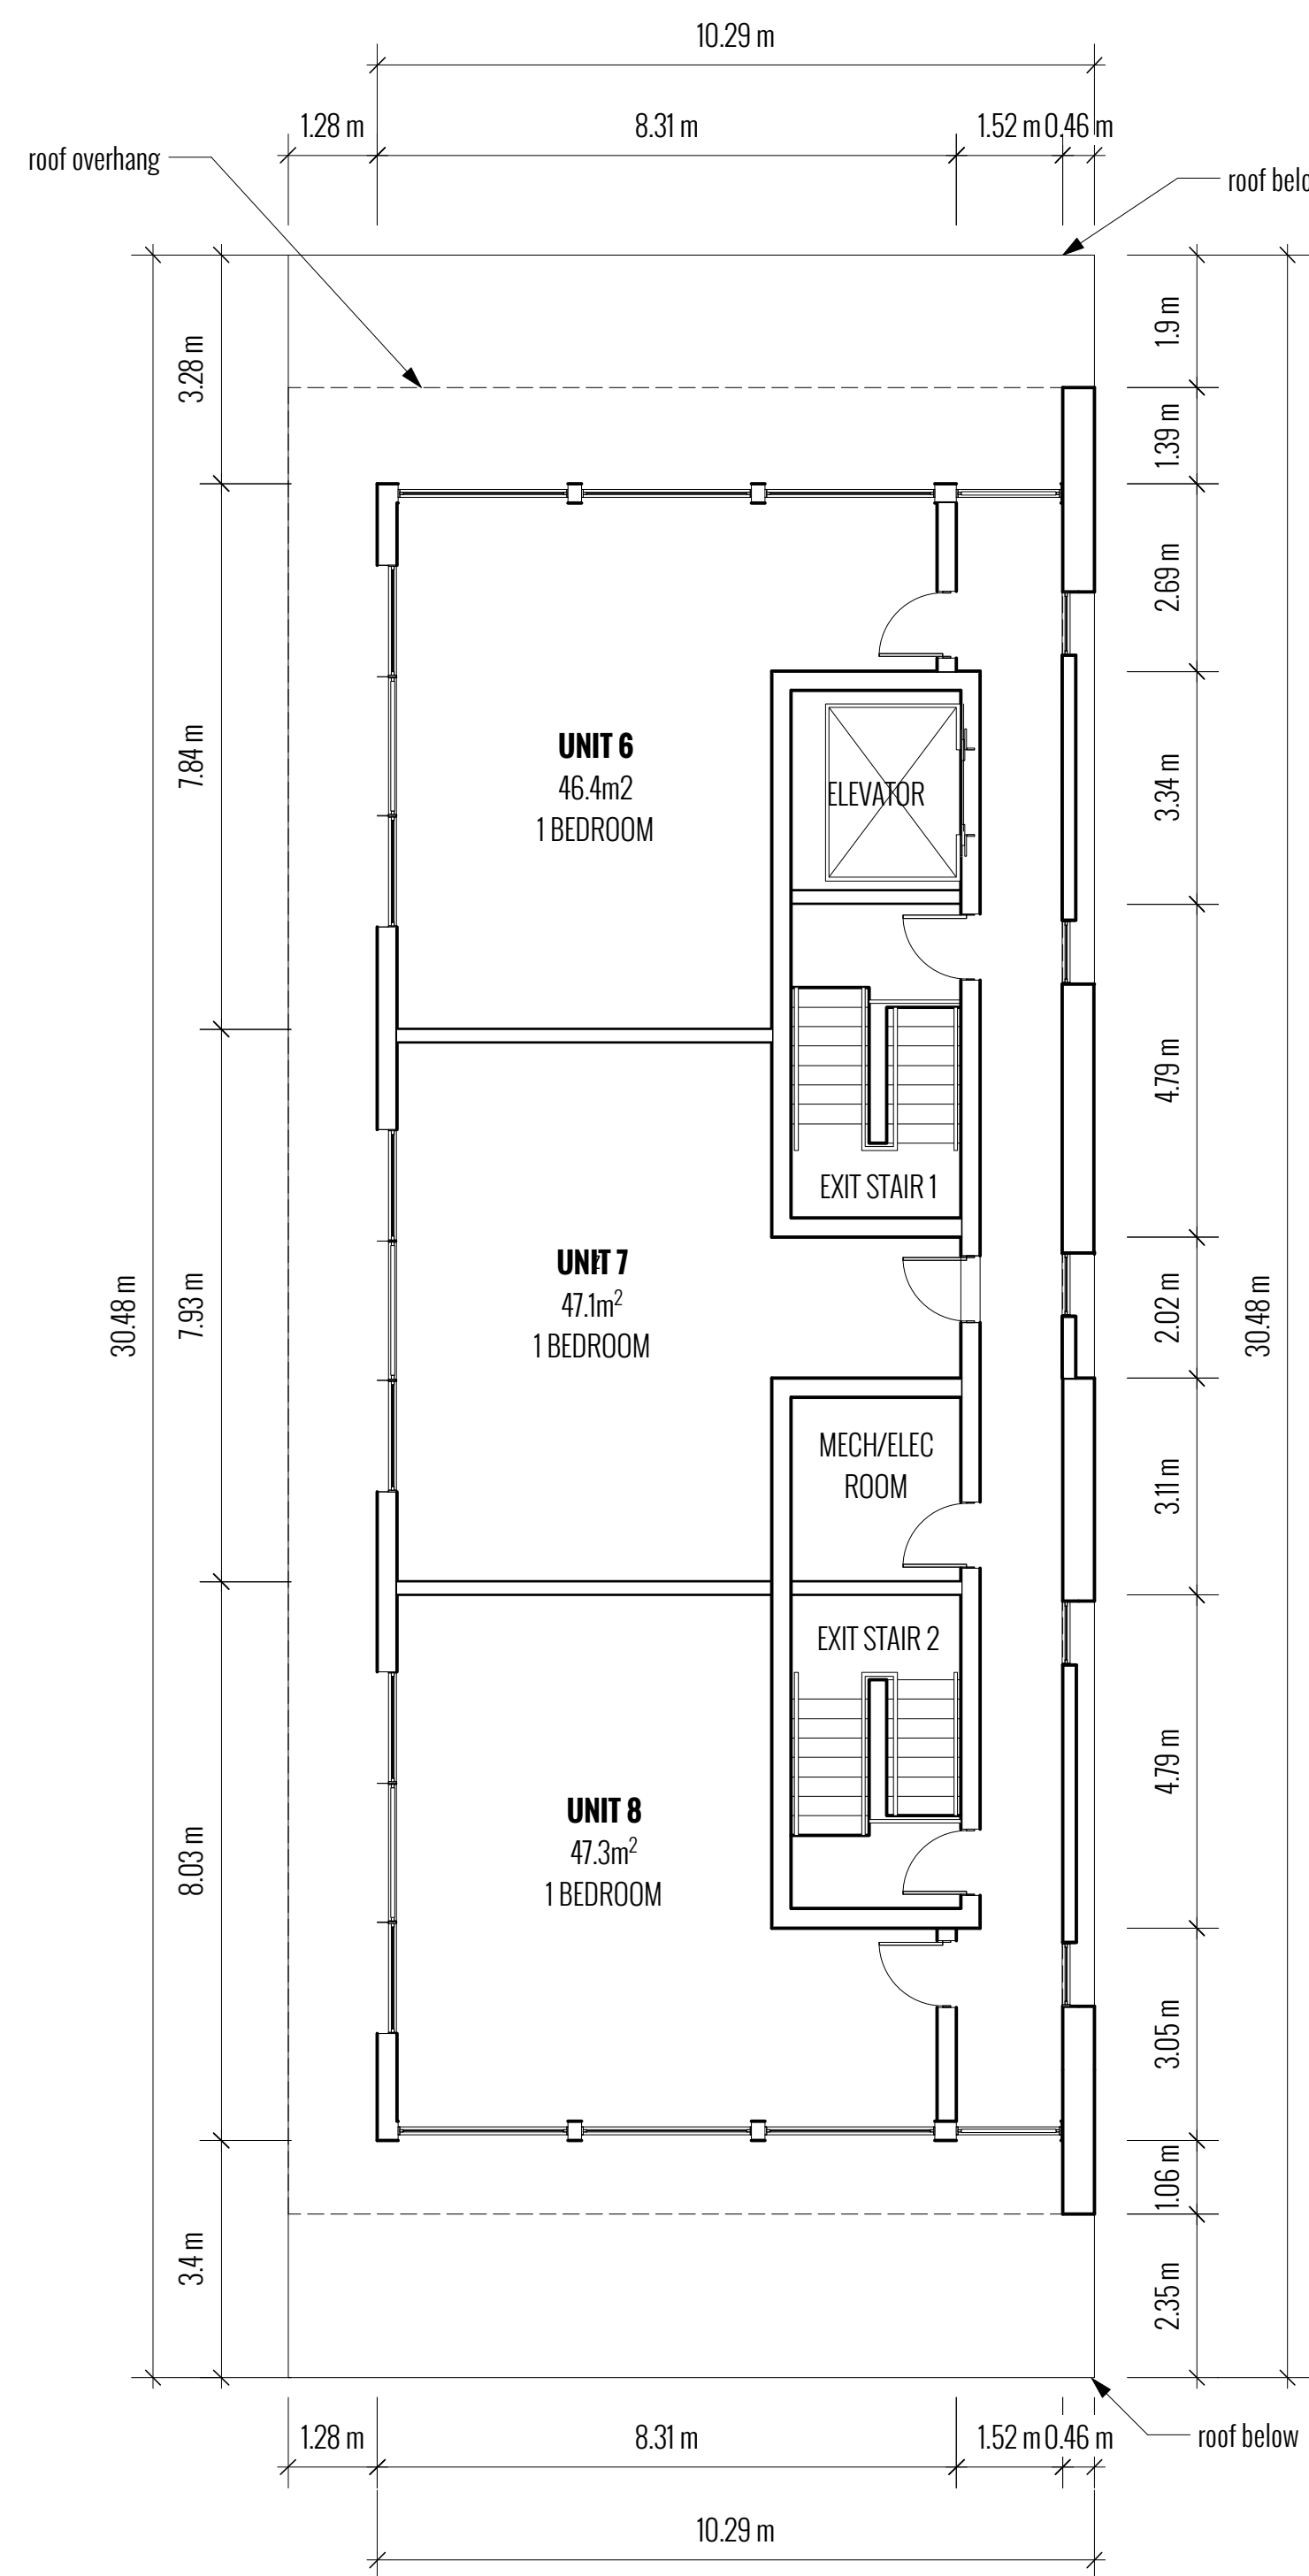 10.29 m
1.28 m
8.31 m
1.52 m
0.46 m
roof overhang
roof belo
3.28 m
1.9 m
1.39 m
2.69 m
7.84 m
UNIT 6
46.4m2
1 BEDROOM
ELEVATOR
3.34 m
4.79 m
EXIT STAIR 1
30.48 m
7.93 m
UNIT 7
47.1m²
1 BEDROOM
2.02 m
30.48 m
MECH/ELEC
ROOM
3.11 m
EXIT STAIR 2
4.79 m
8.03 m
UNIT 8
47.3m²
1 BEDROOM
3.05 m
1.06 m
3.4 m
2.35 m
1.28 m
8.31 m
1.52 m
0.46 m
roof below
10.29 m